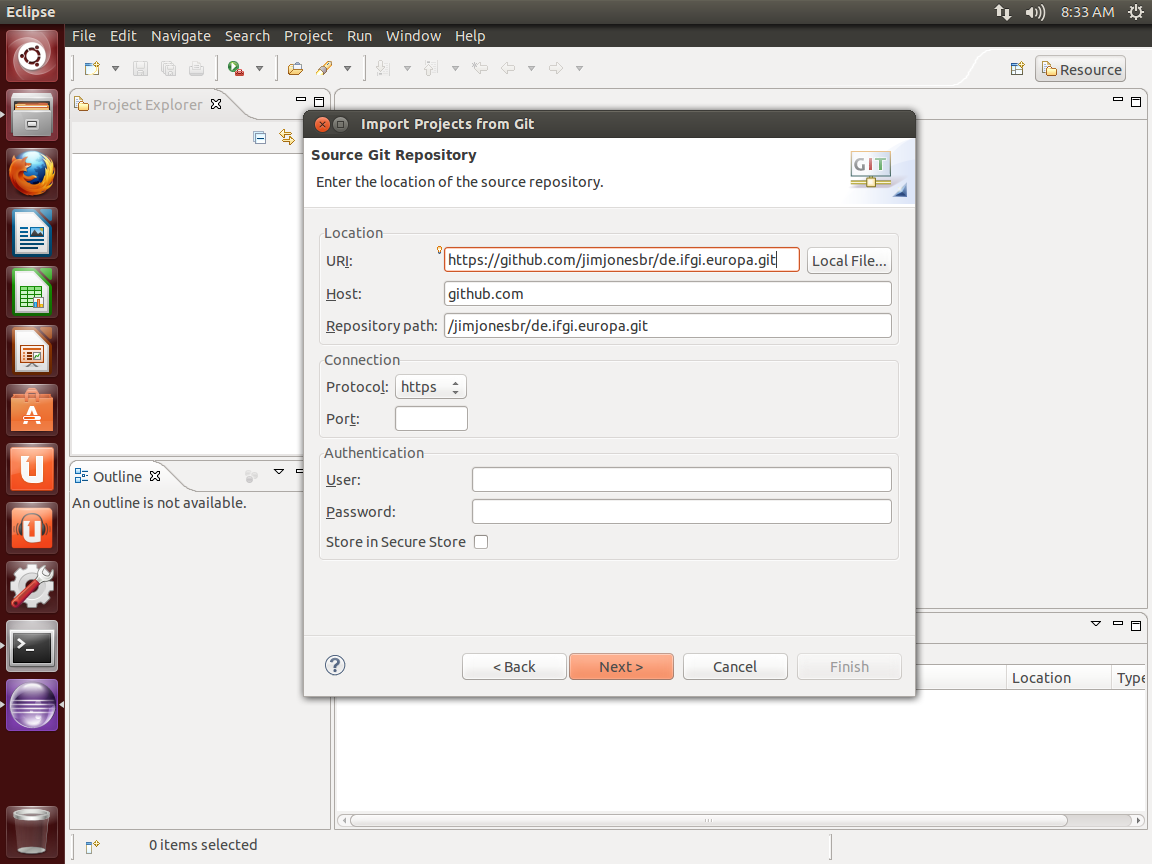 Eclipse
8:33 AM
File Edit Navigate Search Project Run Window Help
Resource
Project Explorer
Import Projects from Git
Source Git Repository
Enter the location of the source repository.
GIT
Location
URI: https://github.com/jimjonesbr/de.ifgi.europa.git Local File...
Host: github.com
Repository path: /jimjonesbr/de.ifgi.europa.git
Connection
Protocol: https
Port:
Authentication
User:
Password:
Store in Secure Store
< Back Next > Cancel Finish
Outline
An outline is not available.
Location Type
0 items selected